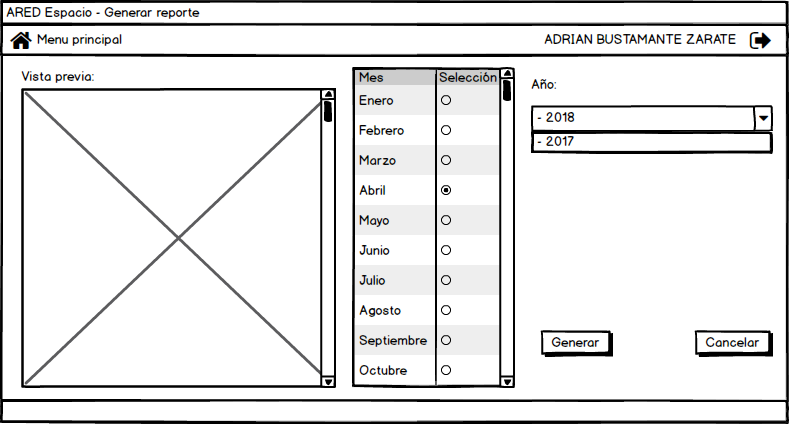 ARED Espacio - Generar reporte
Menu principal
ADRIAN BUSTAMANTE ZARATE
Vista previa:
Mes Selección
Enero
Febrero
Marzo
Abril
Mayo
Junio
Julio
Agosto
Septiembre
Octubre
Año:
- 2018
- 2017
Generar
Cancelar